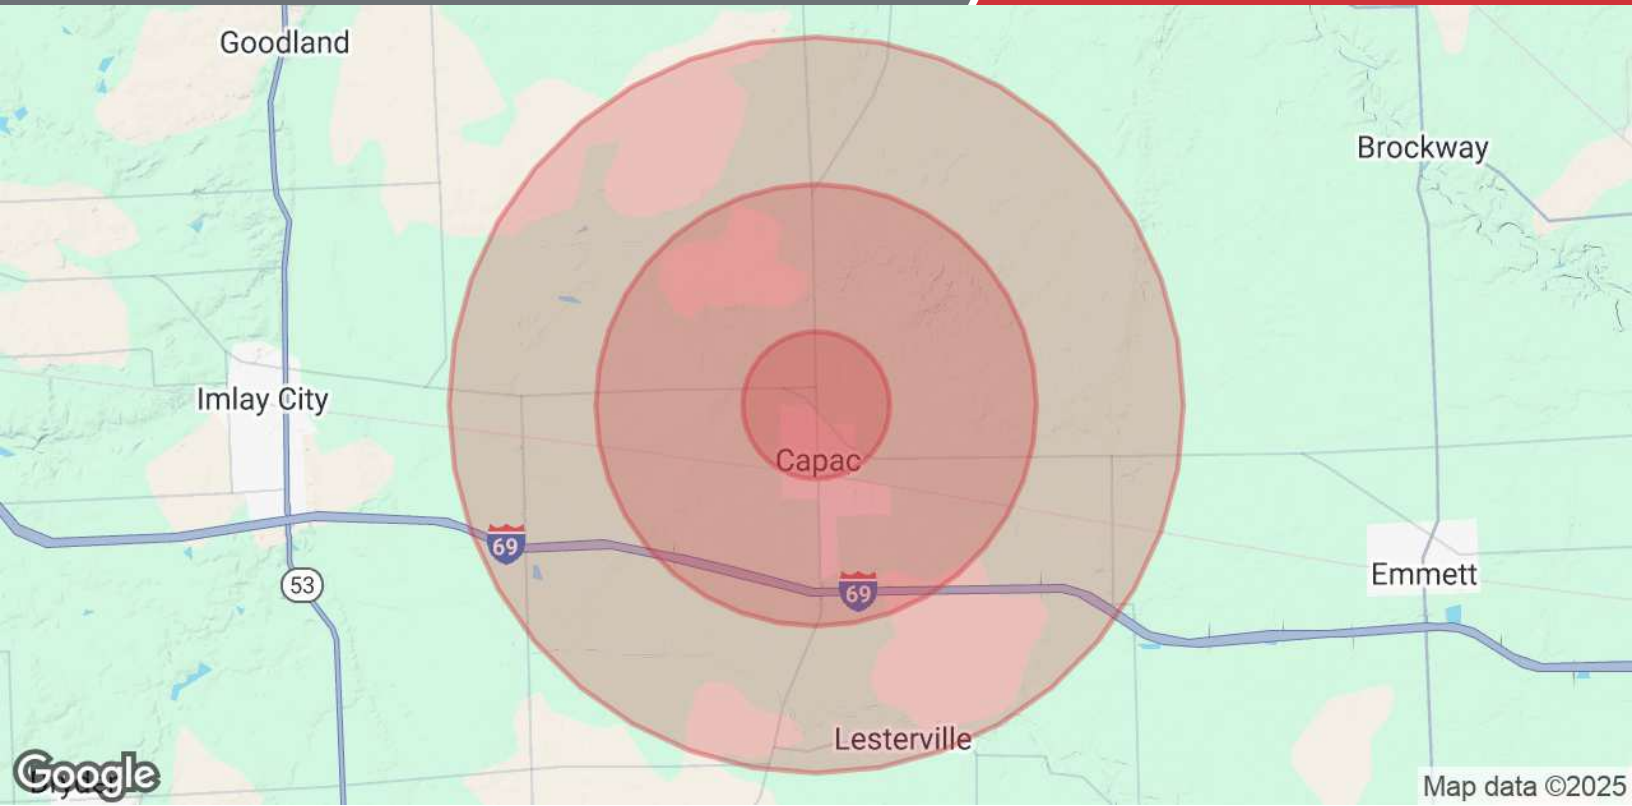 Goodland
Brockway
Imlay City
Capac
69
Emmett
53
69
Lesterville
Google
Map data ©2025